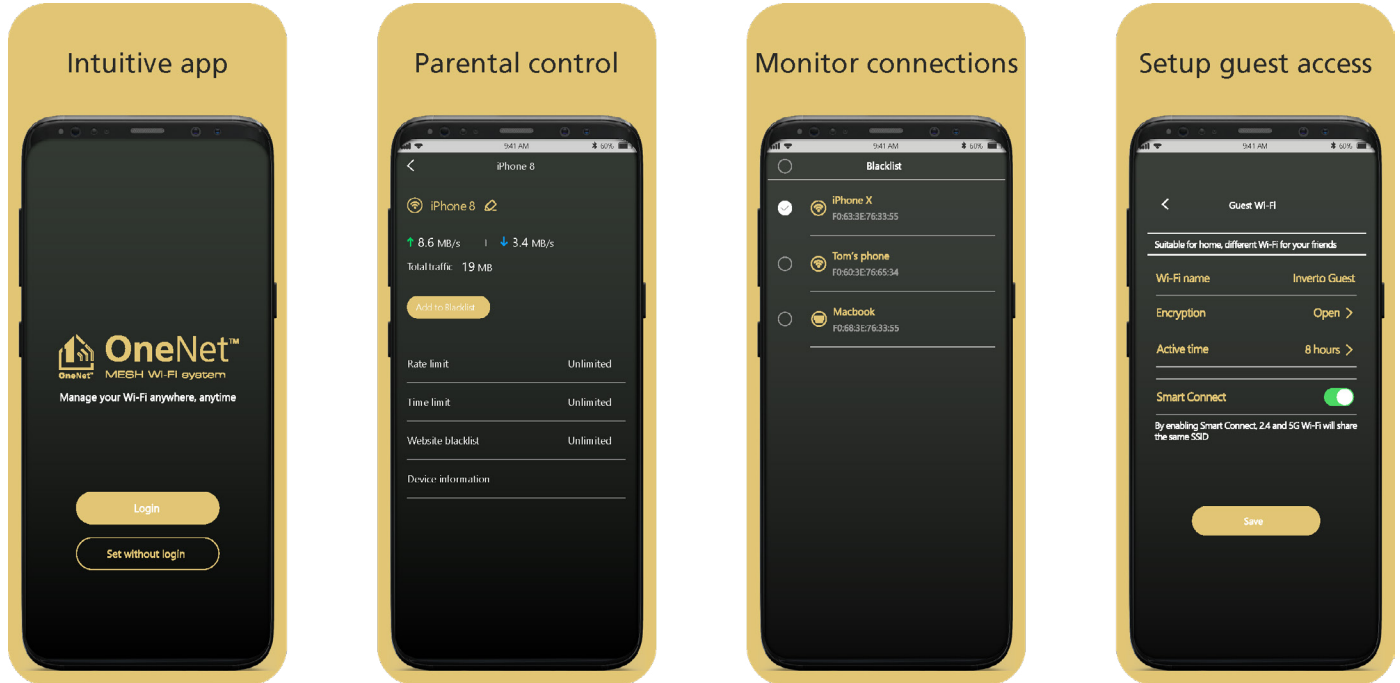 Intuitive app
OneNet™
OneNet™
MESH WI-FI system
Manage your Wi-Fi anywhere, anytime
Login
Set without login
Parental control
9:41 AM
60%
iPhone 8
iPhone 8
8.6 MB/s
3.4 MB/s
Total traffic 19 MB
Add to Blacklist
Rate limit Unlimited
Time limit Unlimited
Website blacklist Unlimited
Device information
Monitor connections
9:41 AM
60%
Blacklist
iPhone X
F0:63:3E:76:33:55
Tom's phone
F0:60:3E:76:65:34
Macbook
F0:68:3E:76:33:55
Setup guest access
9:41 AM
60%
Guest WI-FI
Suitable for home, different Wi-Fi for your friends
Wi-Fi name Inverto Guest
Encryption Open
Active time 8 hours
Smart Connect
By enabling Smart Connect, 2.4 and 5G Wi-Fi will share
the same SSID
Save